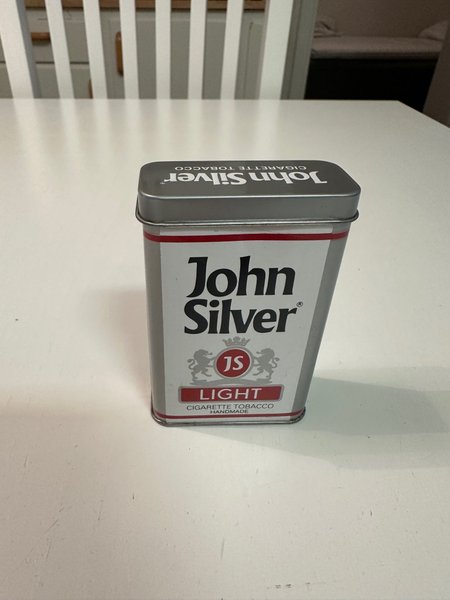 John Silver
CIGARETTE TOBACCO
John
Silver®
JS
LIGHT
CIGARETTE TOBACCO
HANDMADE